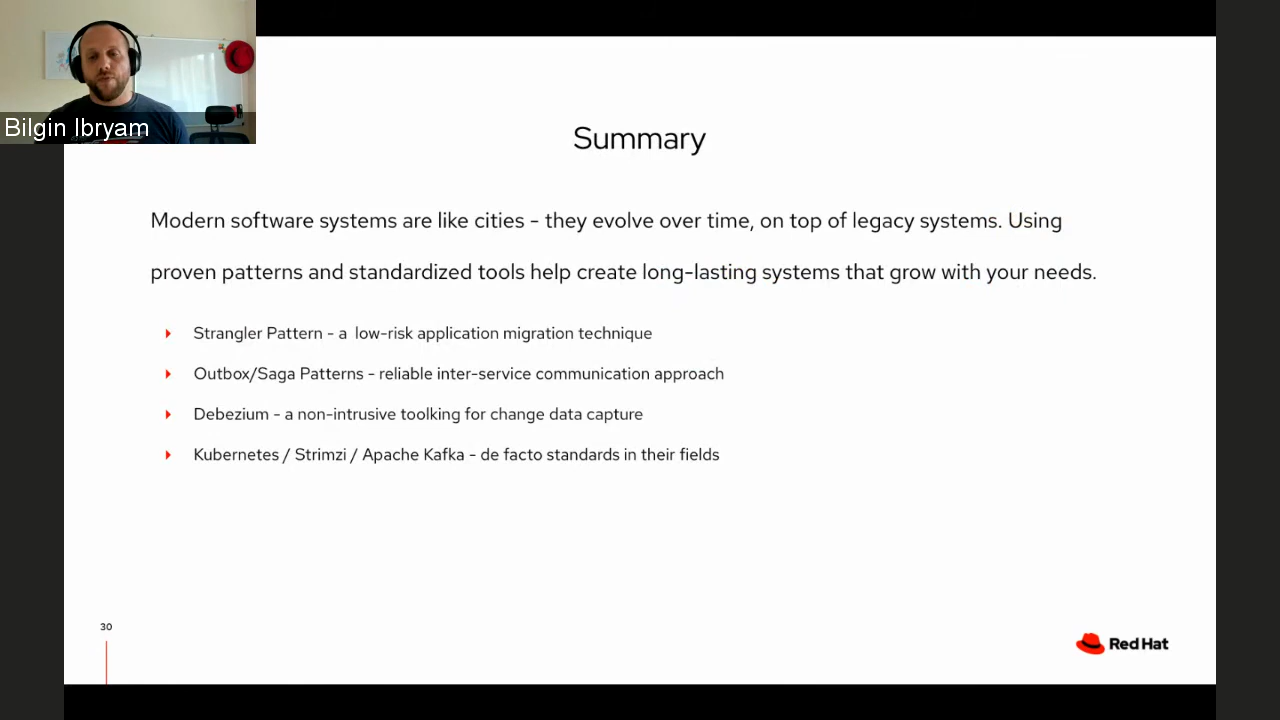 Bilgin Ibryam
Summary
Modern software systems are like cities - they evolve over time, on top of legacy systems. Using
proven patterns and standardized tools help create long-lasting systems that grow with your needs.
Strangler Pattern - a  low-risk application migration technique
Outbox/Saga Patterns - reliable inter-service communication approach
Debezium - a non-intrusive toolking for change data capture
Kubernetes / Strimzi / Apache Kafka - de facto standards in their fields
30
Red Hat